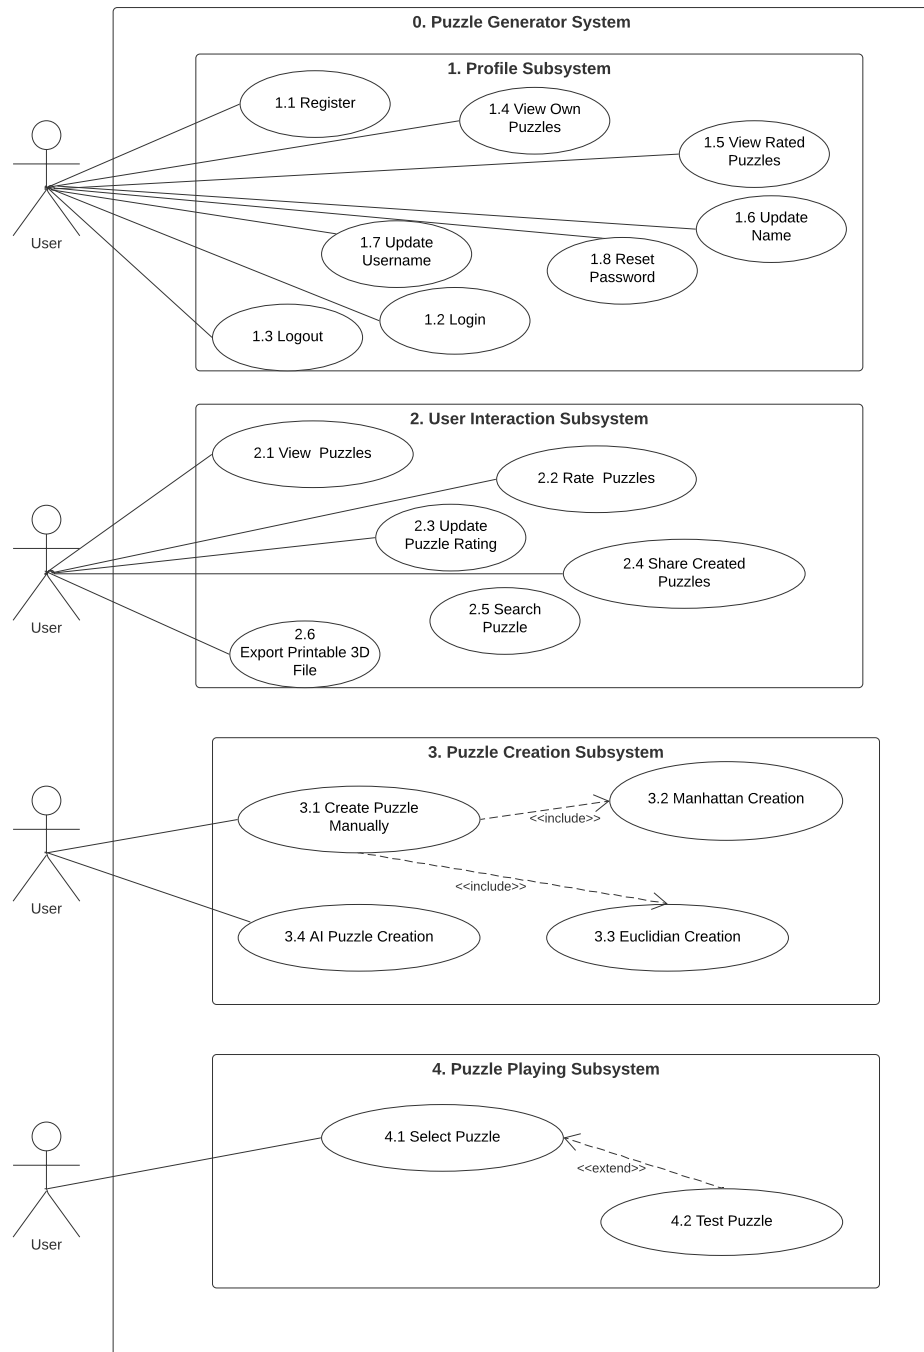 0. Puzzle Generator System
1. Profile Subsystem
1.1 Register
1.4 View Own
Puzzles
1.5 View Rated
Puzzles
User
1.6 Update
Name
1.7 Update
Username
1.8 Reset
Password
1.2 Login
1.3 Logout
2. User Interaction Subsystem
2.1 View  Puzzles
2.2 Rate  Puzzles
2.3 Update
Puzzle Rating
2.4 Share Created
Puzzles
2.5 Search
Puzzle
User
2.6
Export Printable 3D
File
3. Puzzle Creation Subsystem
3.1 Create Puzzle
Manually
<<include>>
3.2 Manhattan Creation
<<include>>
User
3.4 AI Puzzle Creation
3.3 Euclidian Creation
4. Puzzle Playing Subsystem
4.1 Select Puzzle
<<extend>>
4.2 Test Puzzle
User